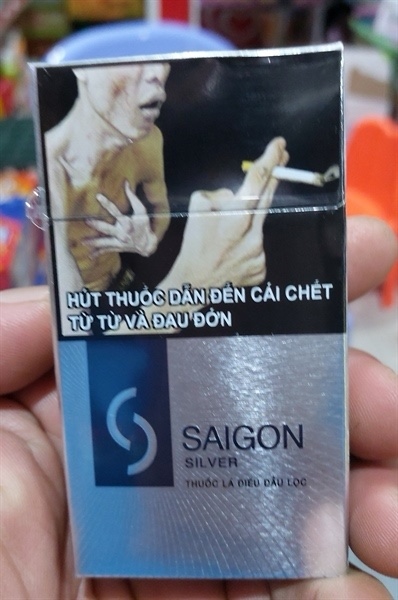 HÚT THUỐC DẪN ĐẾN CÁI CHẾT
TỪ TỪ VÀ ĐAU ĐỚN
SAIGON
SILVER
THUỐC LÁ ĐIẾU ĐẦU LỌC